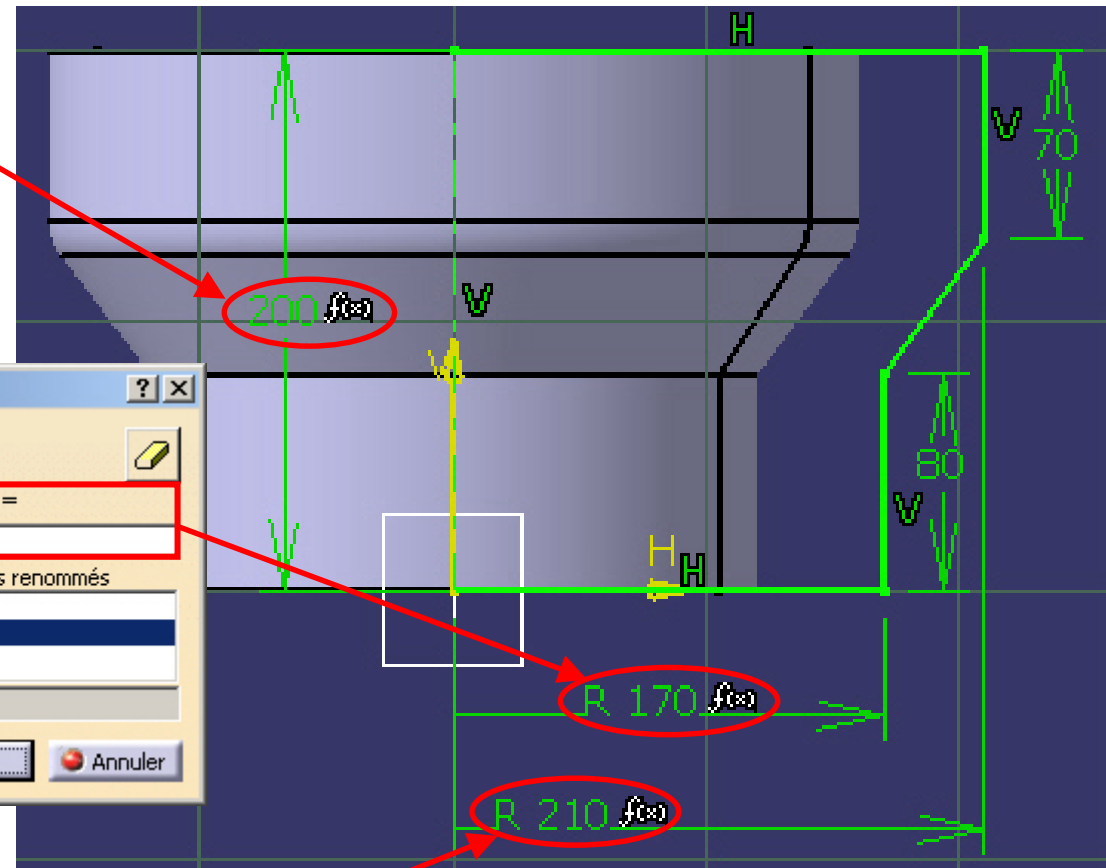 H
V
70
200 f(x)
V
V
? X
80
=
V
H
H
s renommés
R 170 f(x)
Annuler
R 210 f(x)